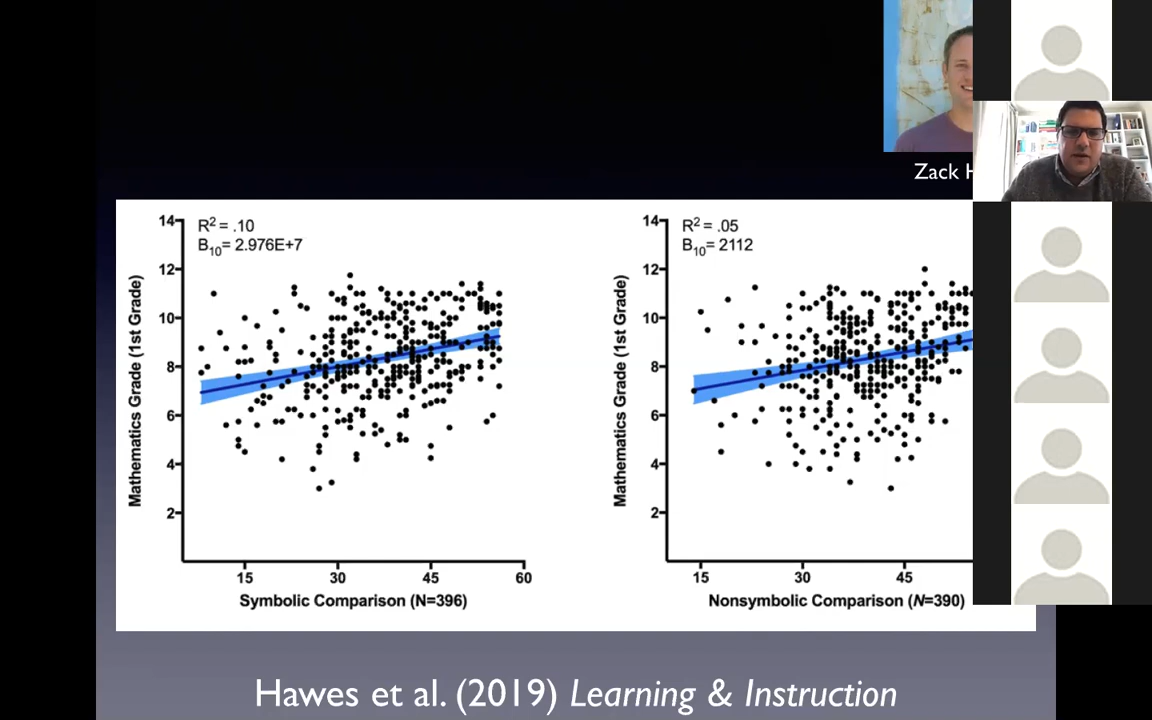 Zack H
R² = .10
B₁₀= 2.976E+7
14
12
10
8
6
4
2
15
30
45
60
Mathematics Grade (1st Grade)
Symbolic Comparison (N=396)
R² = .05
B₁₀= 2112
14
12
10
8
6
4
2
15
30
45
Mathematics Grade (1st Grade)
Nonsymbolic Comparison (N=390)
Hawes et al. (2019) Learning & Instruction